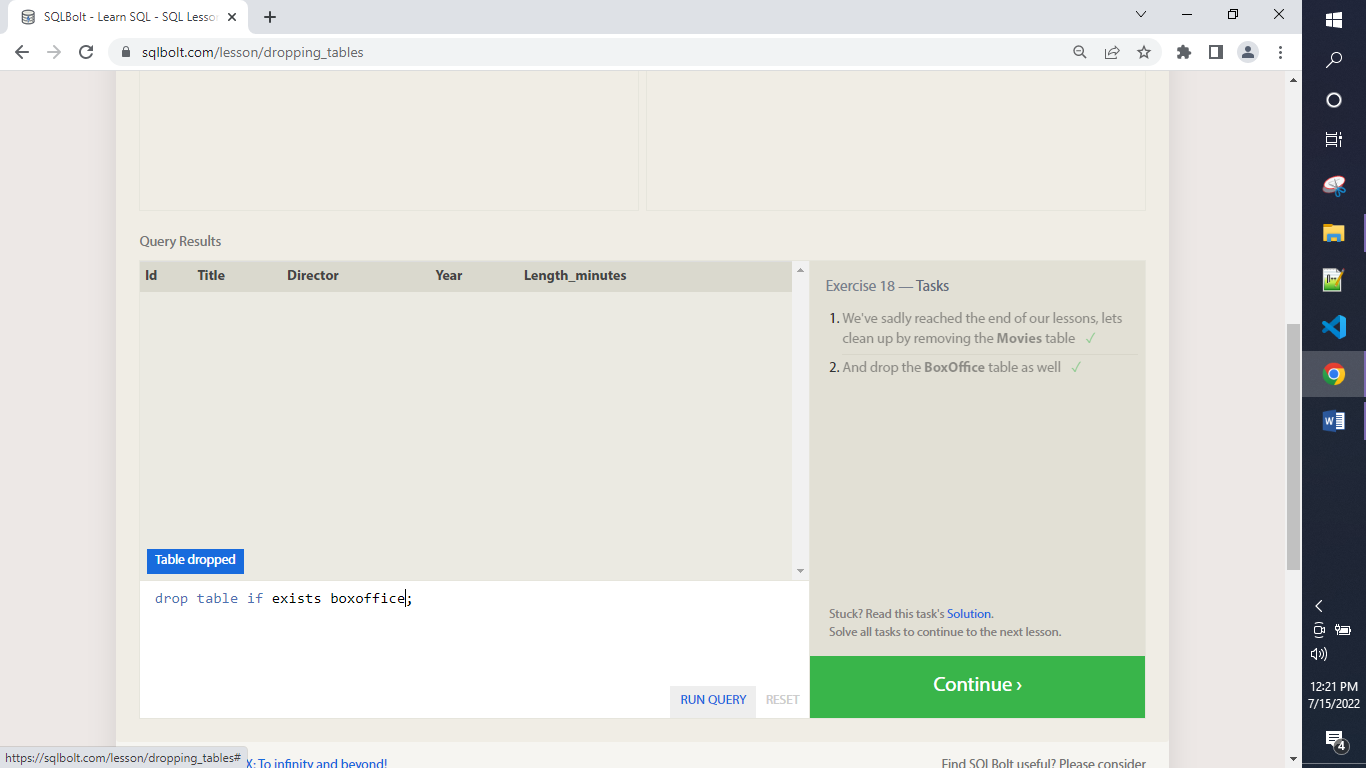 SQLBolt - Learn SQL - SQL Lesson
sqlbolt.com/lesson/dropping_tables
Query Results
Id Title Director Year Length_minutes
Table dropped
drop table if exists boxoffice;
RUN QUERY RESET
Exercise 18 — Tasks
1. We've sadly reached the end of our lessons, lets
clean up by removing the Movies table ✓
2. And drop the BoxOffice table as well ✓
Stuck? Read this task's Solution.
Solve all tasks to continue to the next lesson.
Continue ›
https://sqlbolt.com/lesson/dropping_tables#
X: To infinity and beyond!
Find SQLBolt useful? Please consider
12:21 PM
7/15/2022
4